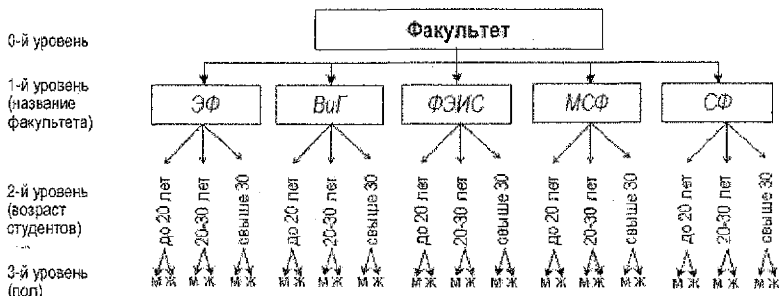 0-й уровень
Факультет
1-й уровень
(название
факультета)
ЭФ ВиГ ФЭИС МСФ СФ
2-й уровень
(возраст
студентов)
до 20 лет 20-30 лет свыше 30 до 20 лет 20-30 лет свыше 30 до 20 лет 20-30 лет свыше 30 до 20 лет 20-30 лет свыше 30 до 20 лет 20-30 лет свыше 30
3-й уровень
(пол)
м ж м ж м ж м ж м ж м ж м ж м ж м ж м ж м ж м ж м ж м ж м ж